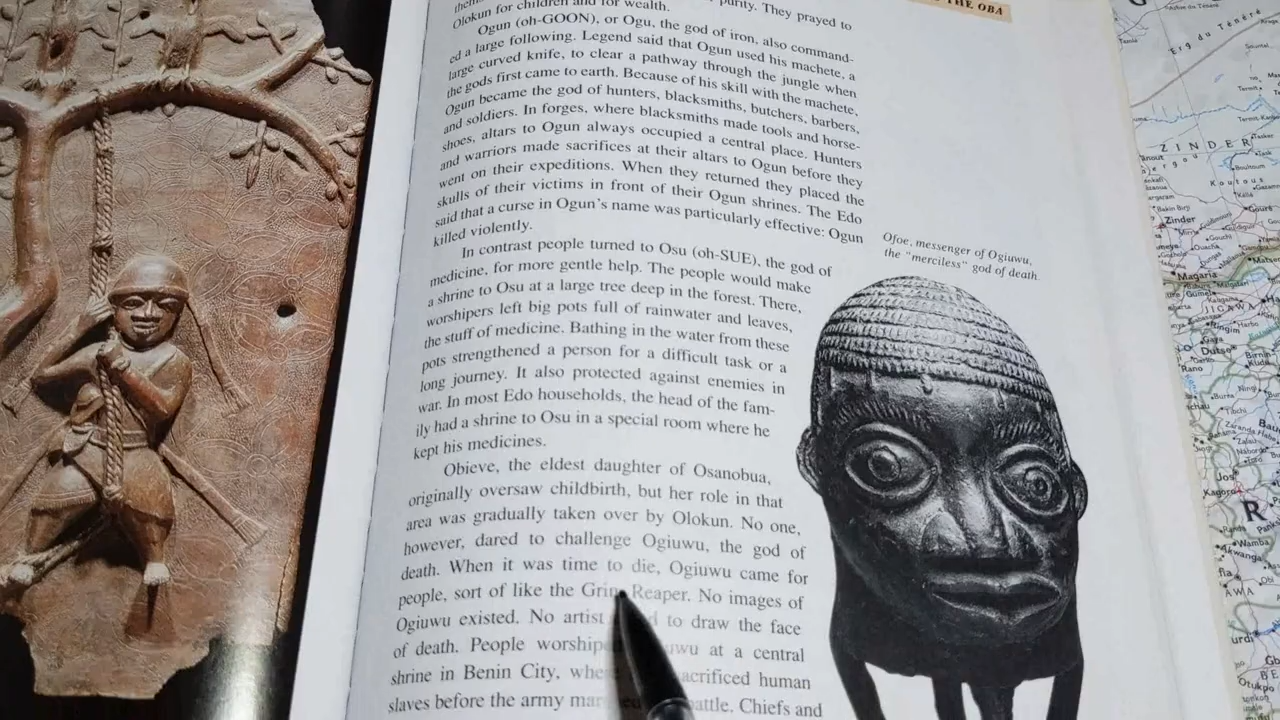 THE OBA
purity. They prayed to
Olokun for children and for wealth.
Ogun (oh-GOON), or Ogu, the god of iron, also command-
ed a large following. Legend said that Ogun used his machete, a
large curved knife, to clear a pathway through the jungle when
the gods first came to earth. Because of his skill with the machete,
Ogun became the god of hunters, blacksmiths, butchers, barbers,
and soldiers. In forges, where blacksmiths made tools and horse-
shoes, altars to Ogun always occupied a central place. Hunters
and warriors made sacrifices at their altars to Ogun before they
went on their expeditions. When they returned they placed the
skulls of their victims in front of their Ogun shrines. The Edo
said that a curse in Ogun's name was particularly effective: Ogun
killed violently.
In contrast people turned to Osu (oh-SUE), the god of
medicine, for more gentle help. The people would make
a shrine to Osu at a large tree deep in the forest. There,
worshipers left big pots full of rainwater and leaves,
the stuff of medicine. Bathing in the water from these
pots strengthened a person for a difficult task or a
long journey. It also protected against enemies in
war. In most Edo households, the head of the fam-
ily had a shrine to Osu in a special room where he
kept his medicines.
Obieve, the eldest daughter of Osanobua,
originally oversaw childbirth, but her role in that
area was gradually taken over by Olokun. No one,
however, dared to challenge Ogiuwu, the god of
death. When it was time to die, Ogiuwu came for
people, sort of like the Grim Reaper. No images of
Ogiuwu existed. No artist to draw the face
of death. People worship at a central
shrine in Benin City, sacrificed human
slaves before the army battle. Chiefs and
Ofoe, messenger of Ogiuwu,
the "merciless" god of death.
Erg du Ténéré
ZINDER
Zinder
Magaria
Rano
Jos
Kagoro
Wamba
Akwanga